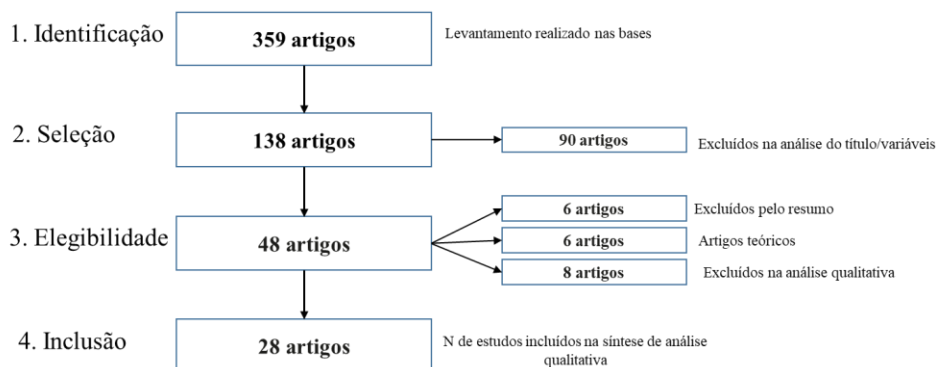 1. Identificação
359 artigos
Levantamento realizado nas bases
2. Seleção
138 artigos
90 artigos
Excluídos na análise do título/variáveis
3. Elegibilidade
48 artigos
6 artigos
Excluídos pelo resumo
6 artigos
Artigos teóricos
8 artigos
Excluídos na análise qualitativa
4. Inclusão
28 artigos
N de estudos incluídos na síntese de análise
qualitativa